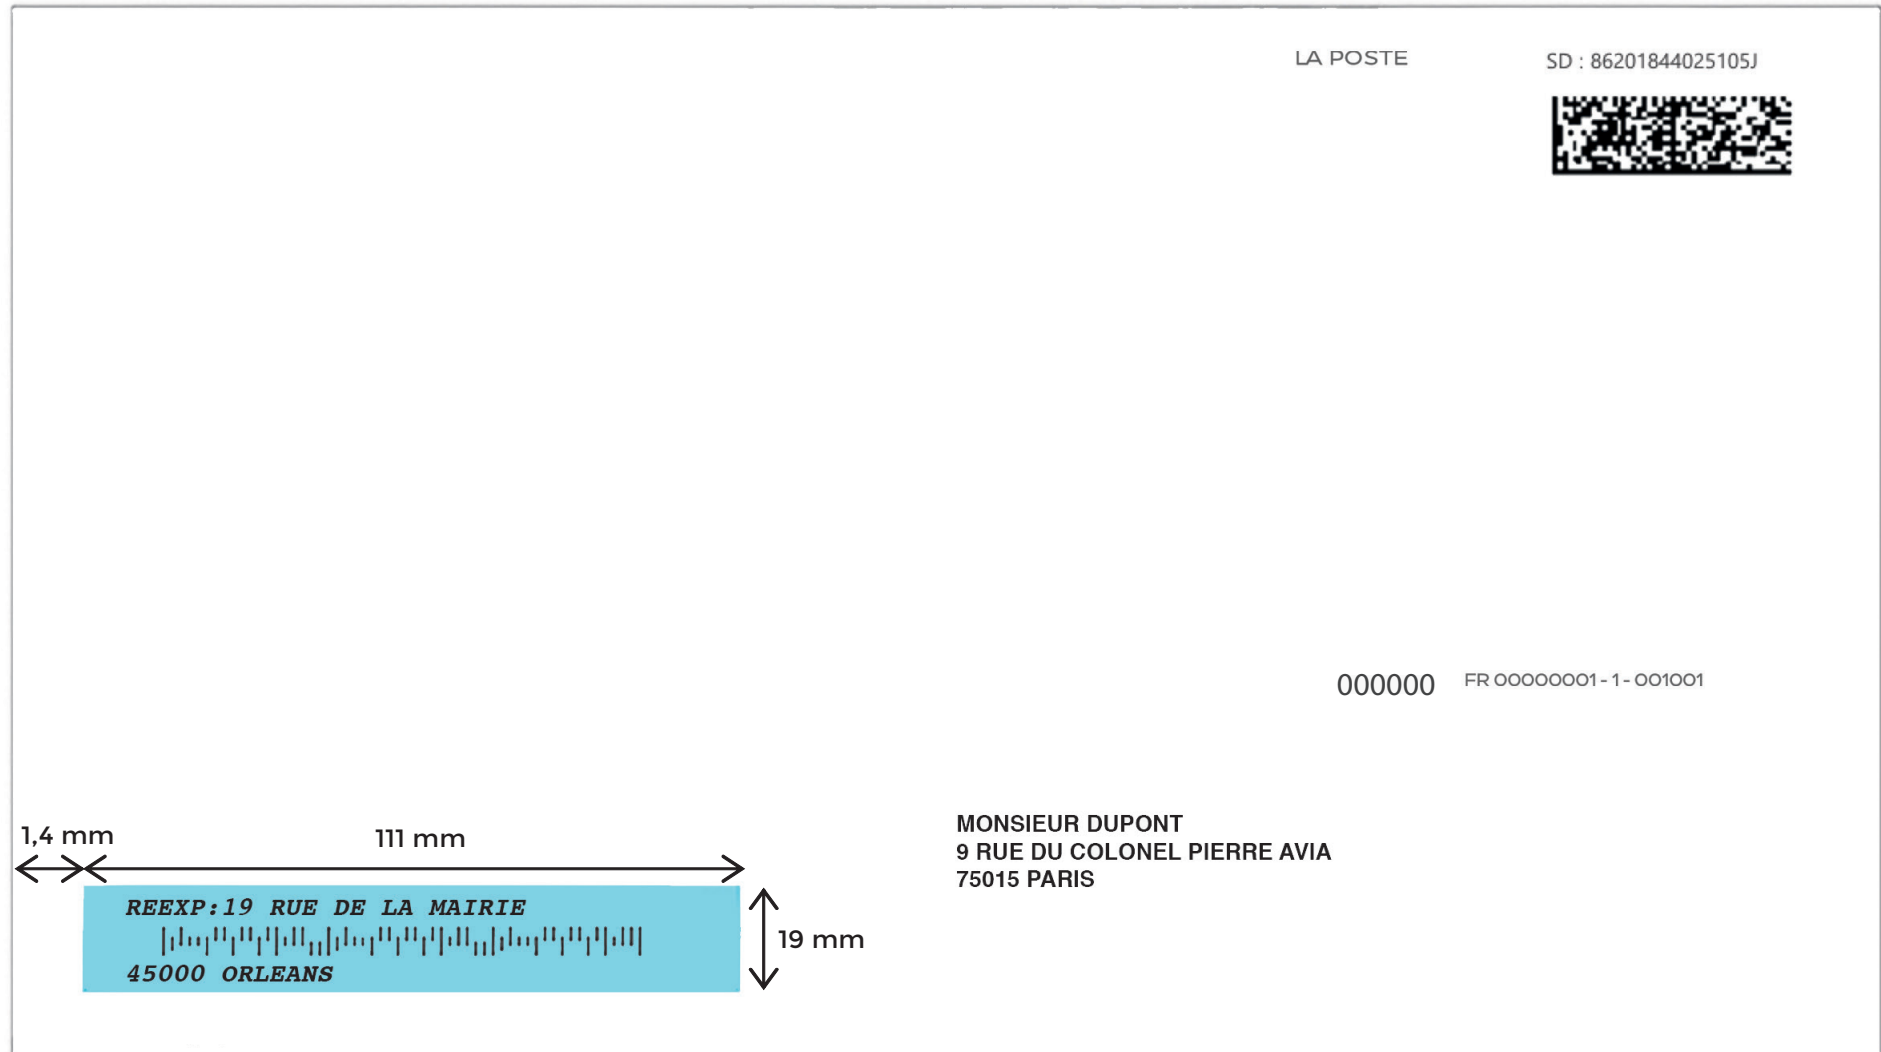 LA POSTE
SD : 86201844025105J
000000 FR 00000001 - 1 - 001001
1,4 mm
111 mm
MONSIEUR DUPONT
9 RUE DU COLONEL PIERRE AVIA
75015 PARIS
REEXP:19 RUE DE LA MAIRIE
45000 ORLEANS
19 mm